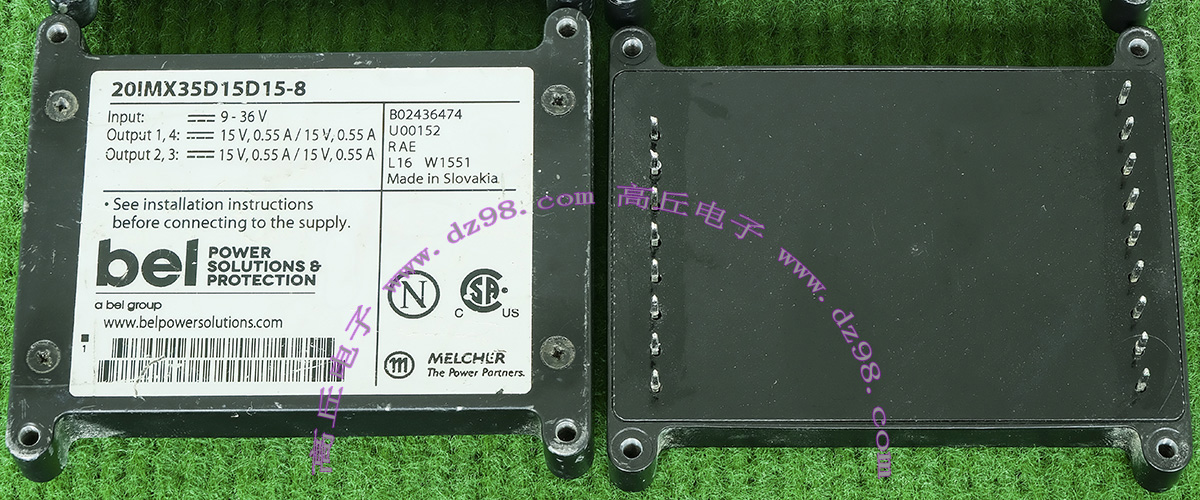 20IMX35D15D15-8
Input: 9 - 36 V
Output 1, 4: 15 V, 0.55 A / 15 V, 0.55 A
Output 2, 3: 15 V, 0.55 A / 15 V, 0.55 A
B02436474
U00152
R AE
L16 W1551
Made in Slovakia
• See installation instructions
before connecting to the supply.
bel POWER
SOLUTIONS &
PROTECTION
a bel group
www.belpowersolutions.com
1
N
C SA US
m MELCHER
The Power Partners.
高丘电子 www.dz98.com 高丘电子 www.dz98.com